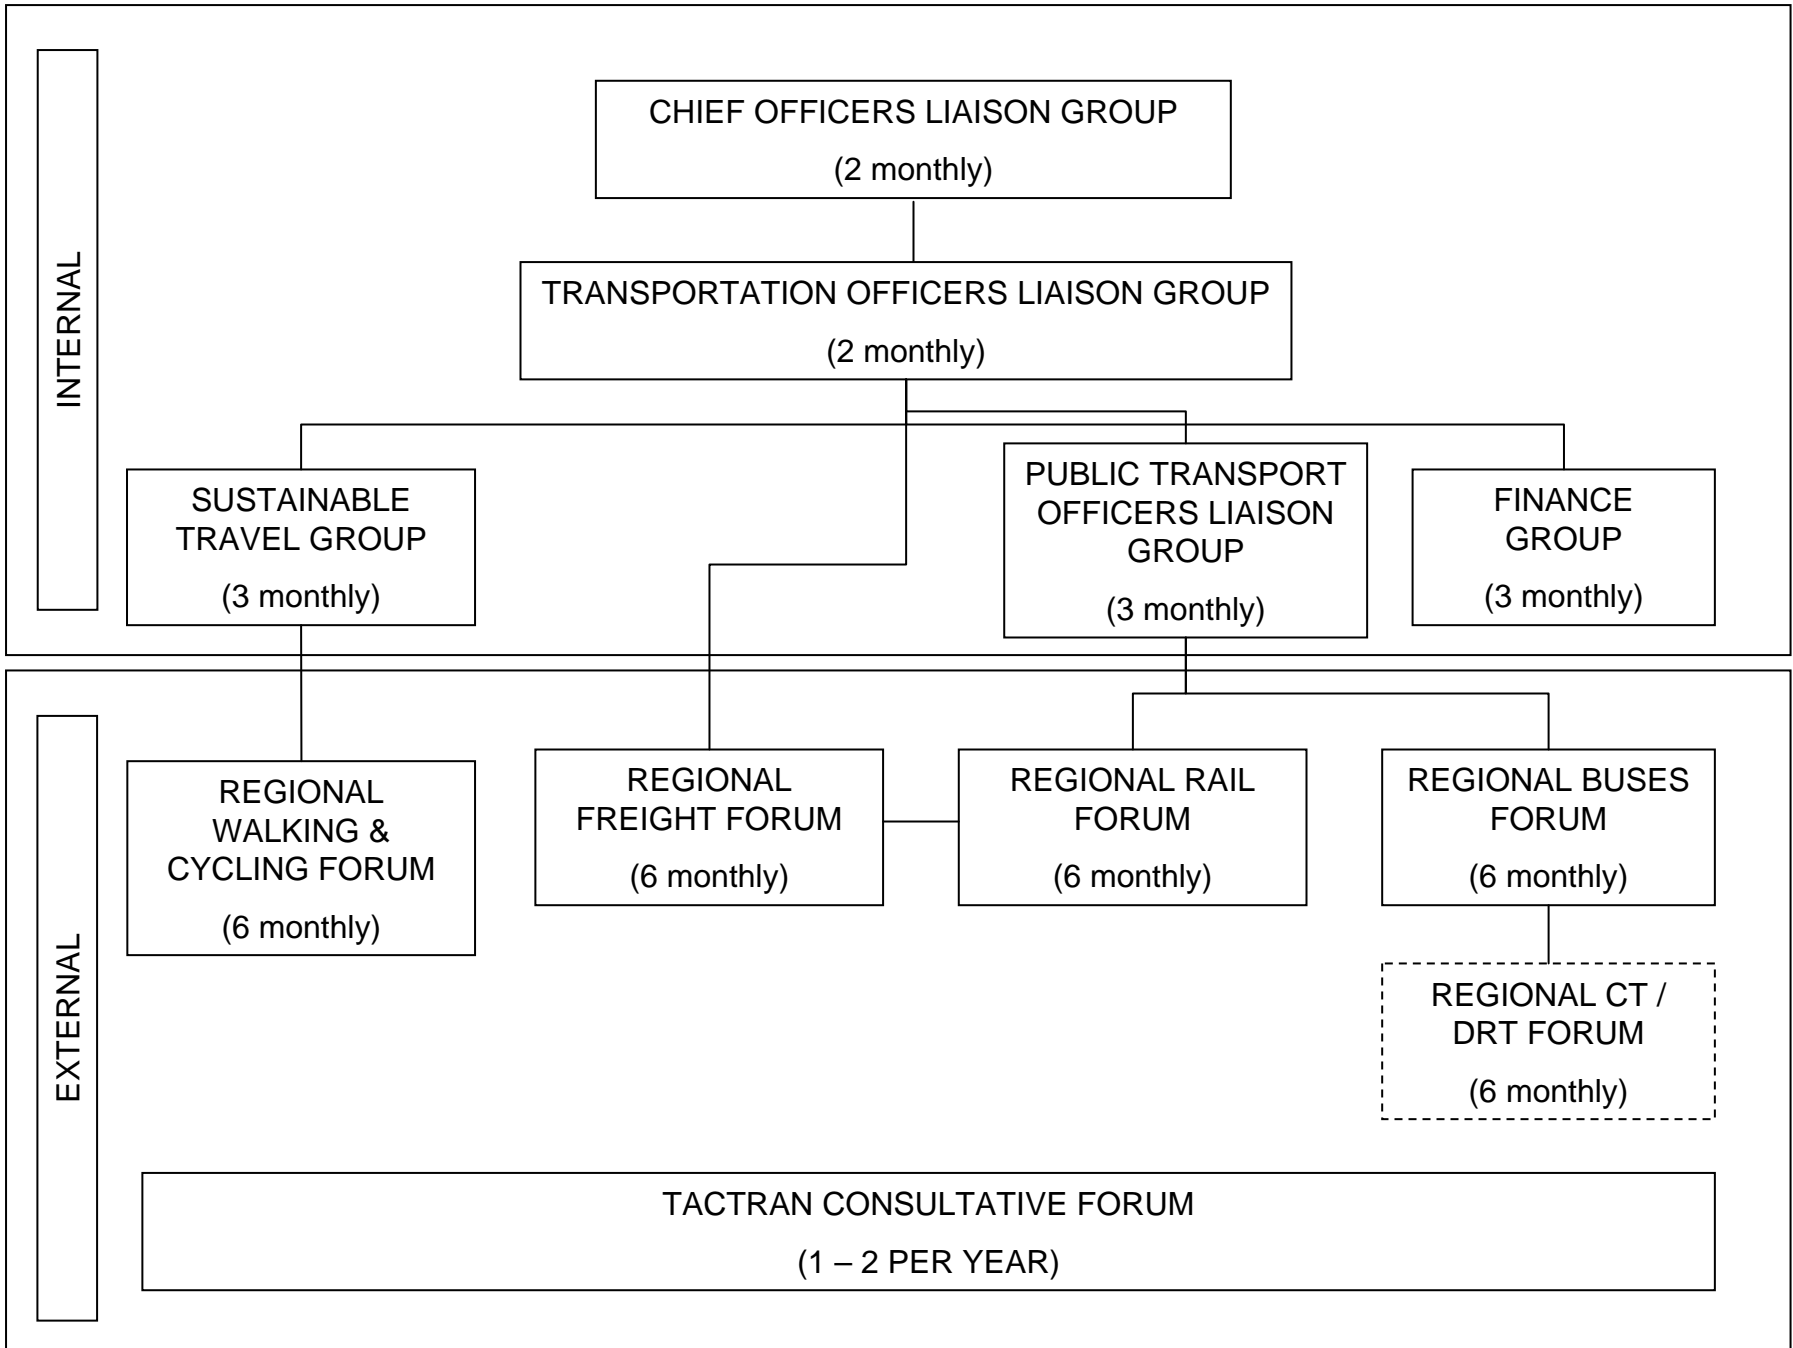 INTERNAL
CHIEF OFFICERS LIAISON GROUP
(2 monthly)
TRANSPORTATION OFFICERS LIAISON GROUP
(2 monthly)
SUSTAINABLE
TRAVEL GROUP
(3 monthly)
PUBLIC TRANSPORT
OFFICERS LIAISON
GROUP
(3 monthly)
FINANCE
GROUP
(3 monthly)
EXTERNAL
REGIONAL
WALKING &
CYCLING FORUM
(6 monthly)
REGIONAL
FREIGHT FORUM
(6 monthly)
REGIONAL RAIL
FORUM
(6 monthly)
REGIONAL BUSES
FORUM
(6 monthly)
REGIONAL CT /
DRT FORUM
(6 monthly)
TACTRAN CONSULTATIVE FORUM
(1 – 2 PER YEAR)